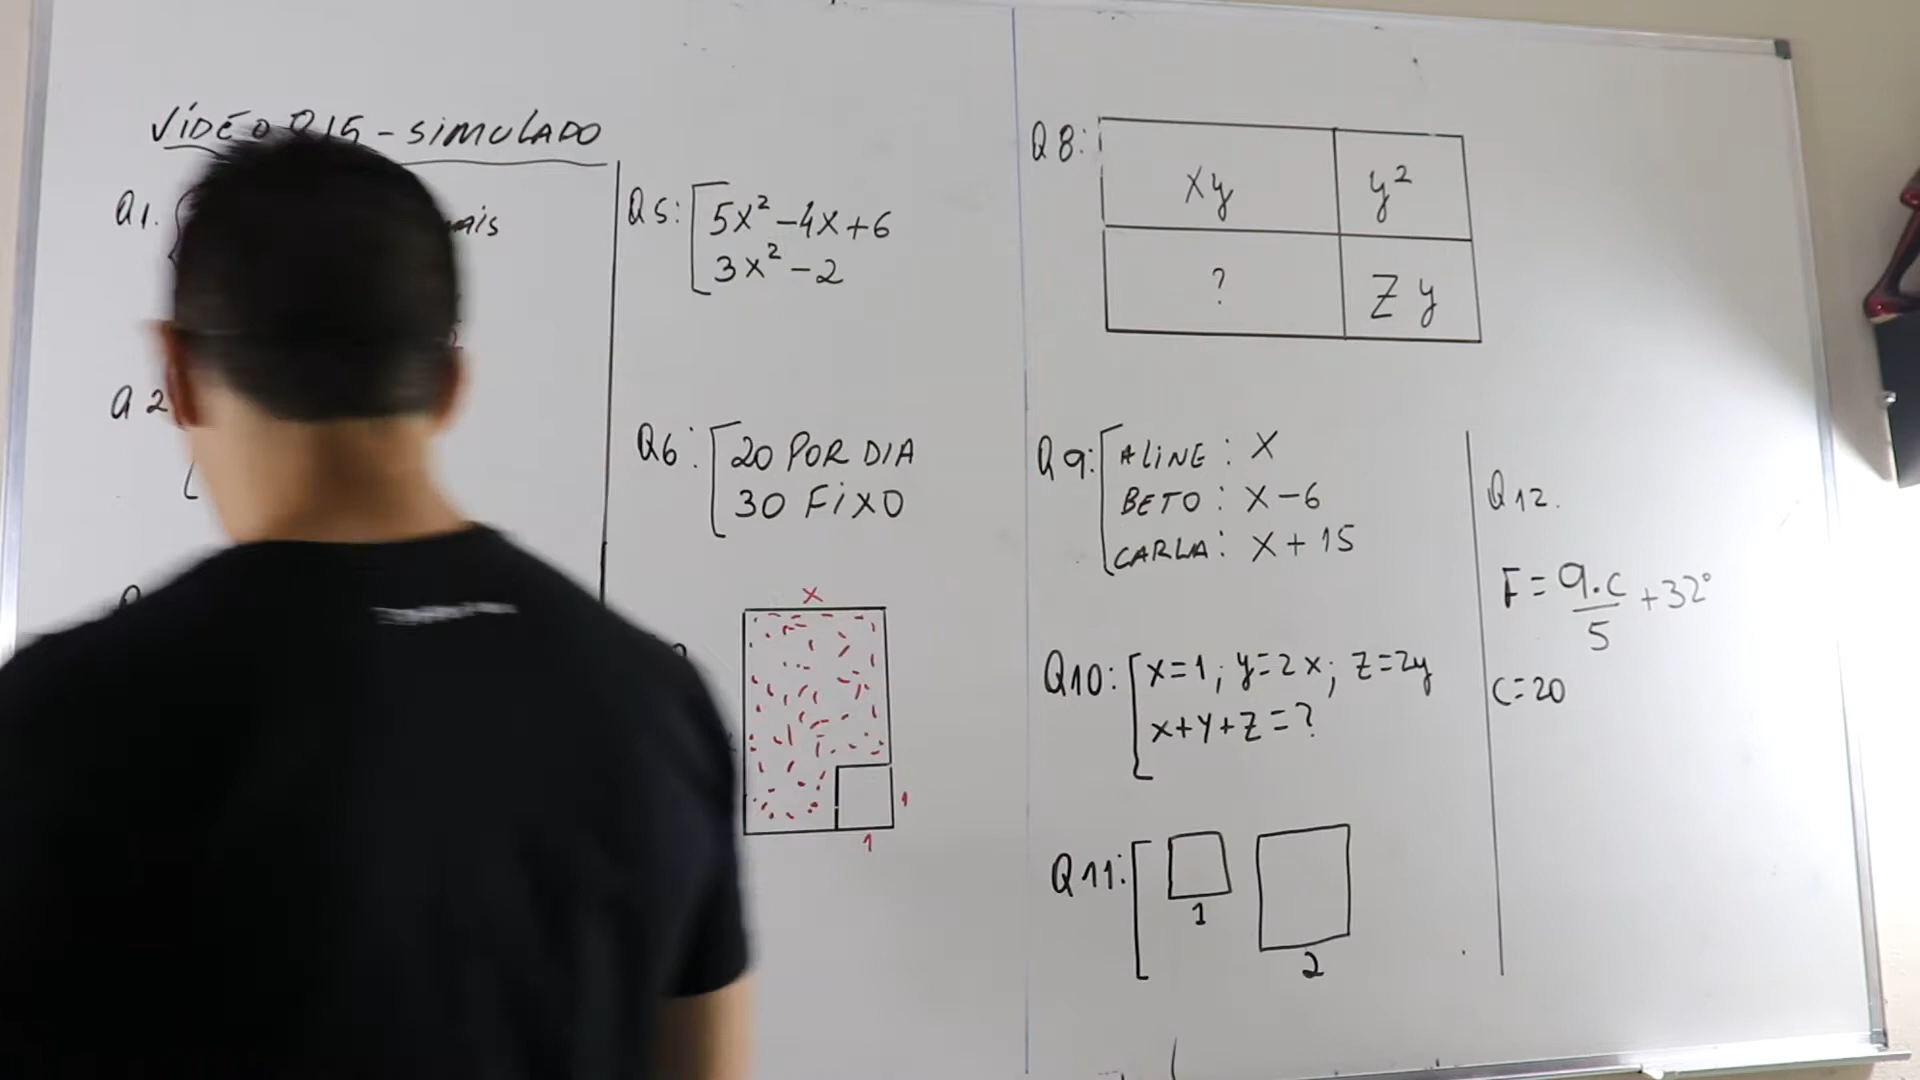 VÍDEO 015 - SIMULADO
Q1.
Q2
Q5: 5x² - 4x + 6
3x² - 2
Q6: 20 POR DIA
30 FIXO
x
1
1
Q8:
xy y²
? Z y
Q9: ALINE : X
BETO : X - 6
CARLA : X + 15
Q10: x=1 ; y=2x ; z=2y
x+y+z=?
Q11:
1
2
Q12.
F = 9.C/5 + 32°
C=20